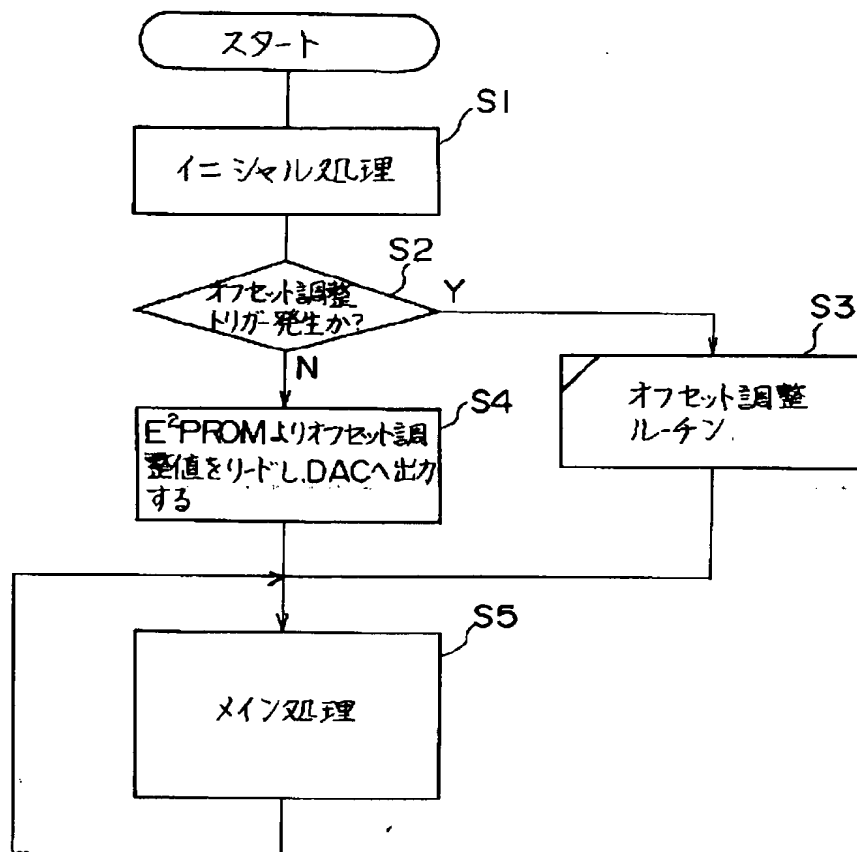 スタート
S1
イニシャル処理
S2
オフセット調整
トリガー発生か?
Y
N
S3
オフセット調整
ルーチン
S4
E²PROMよりオフセット調
整値をリードし、DACへ出力
する
S5
メイン処理